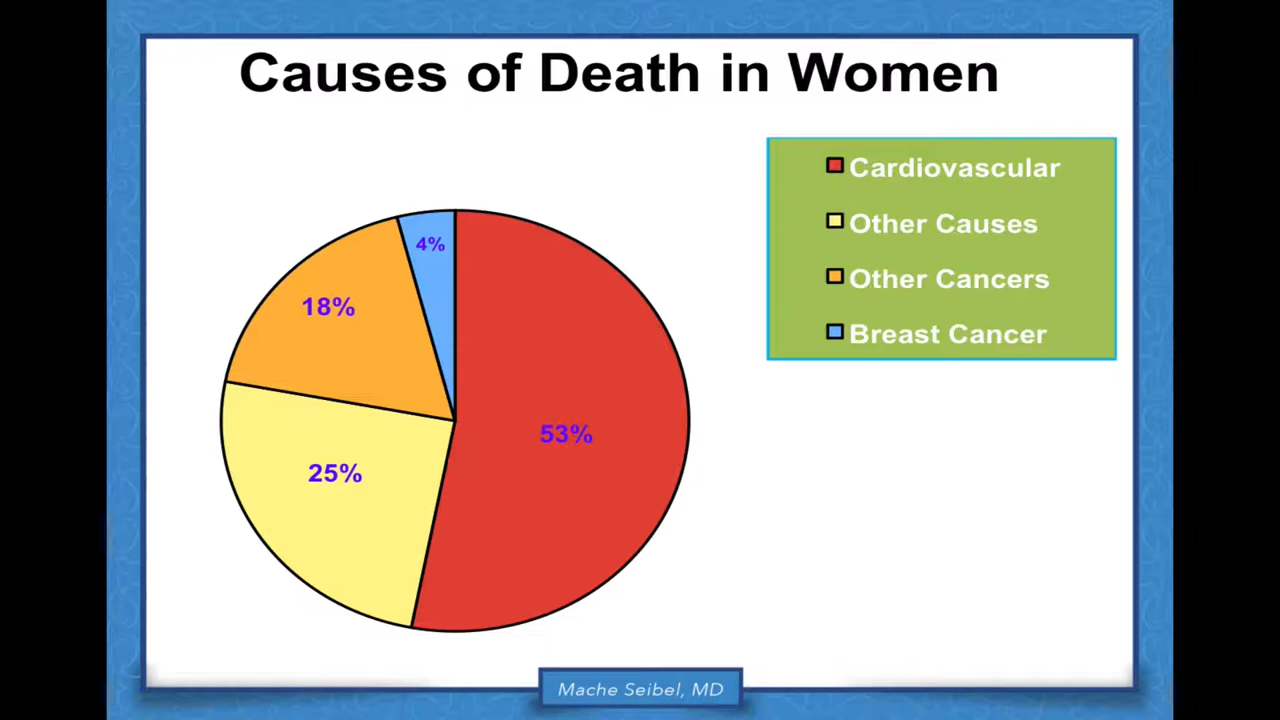 Causes of Death in Women
Cardiovascular
Other Causes
Other Cancers
Breast Cancer
4%
18%
53%
25%
Mache Seibel, MD